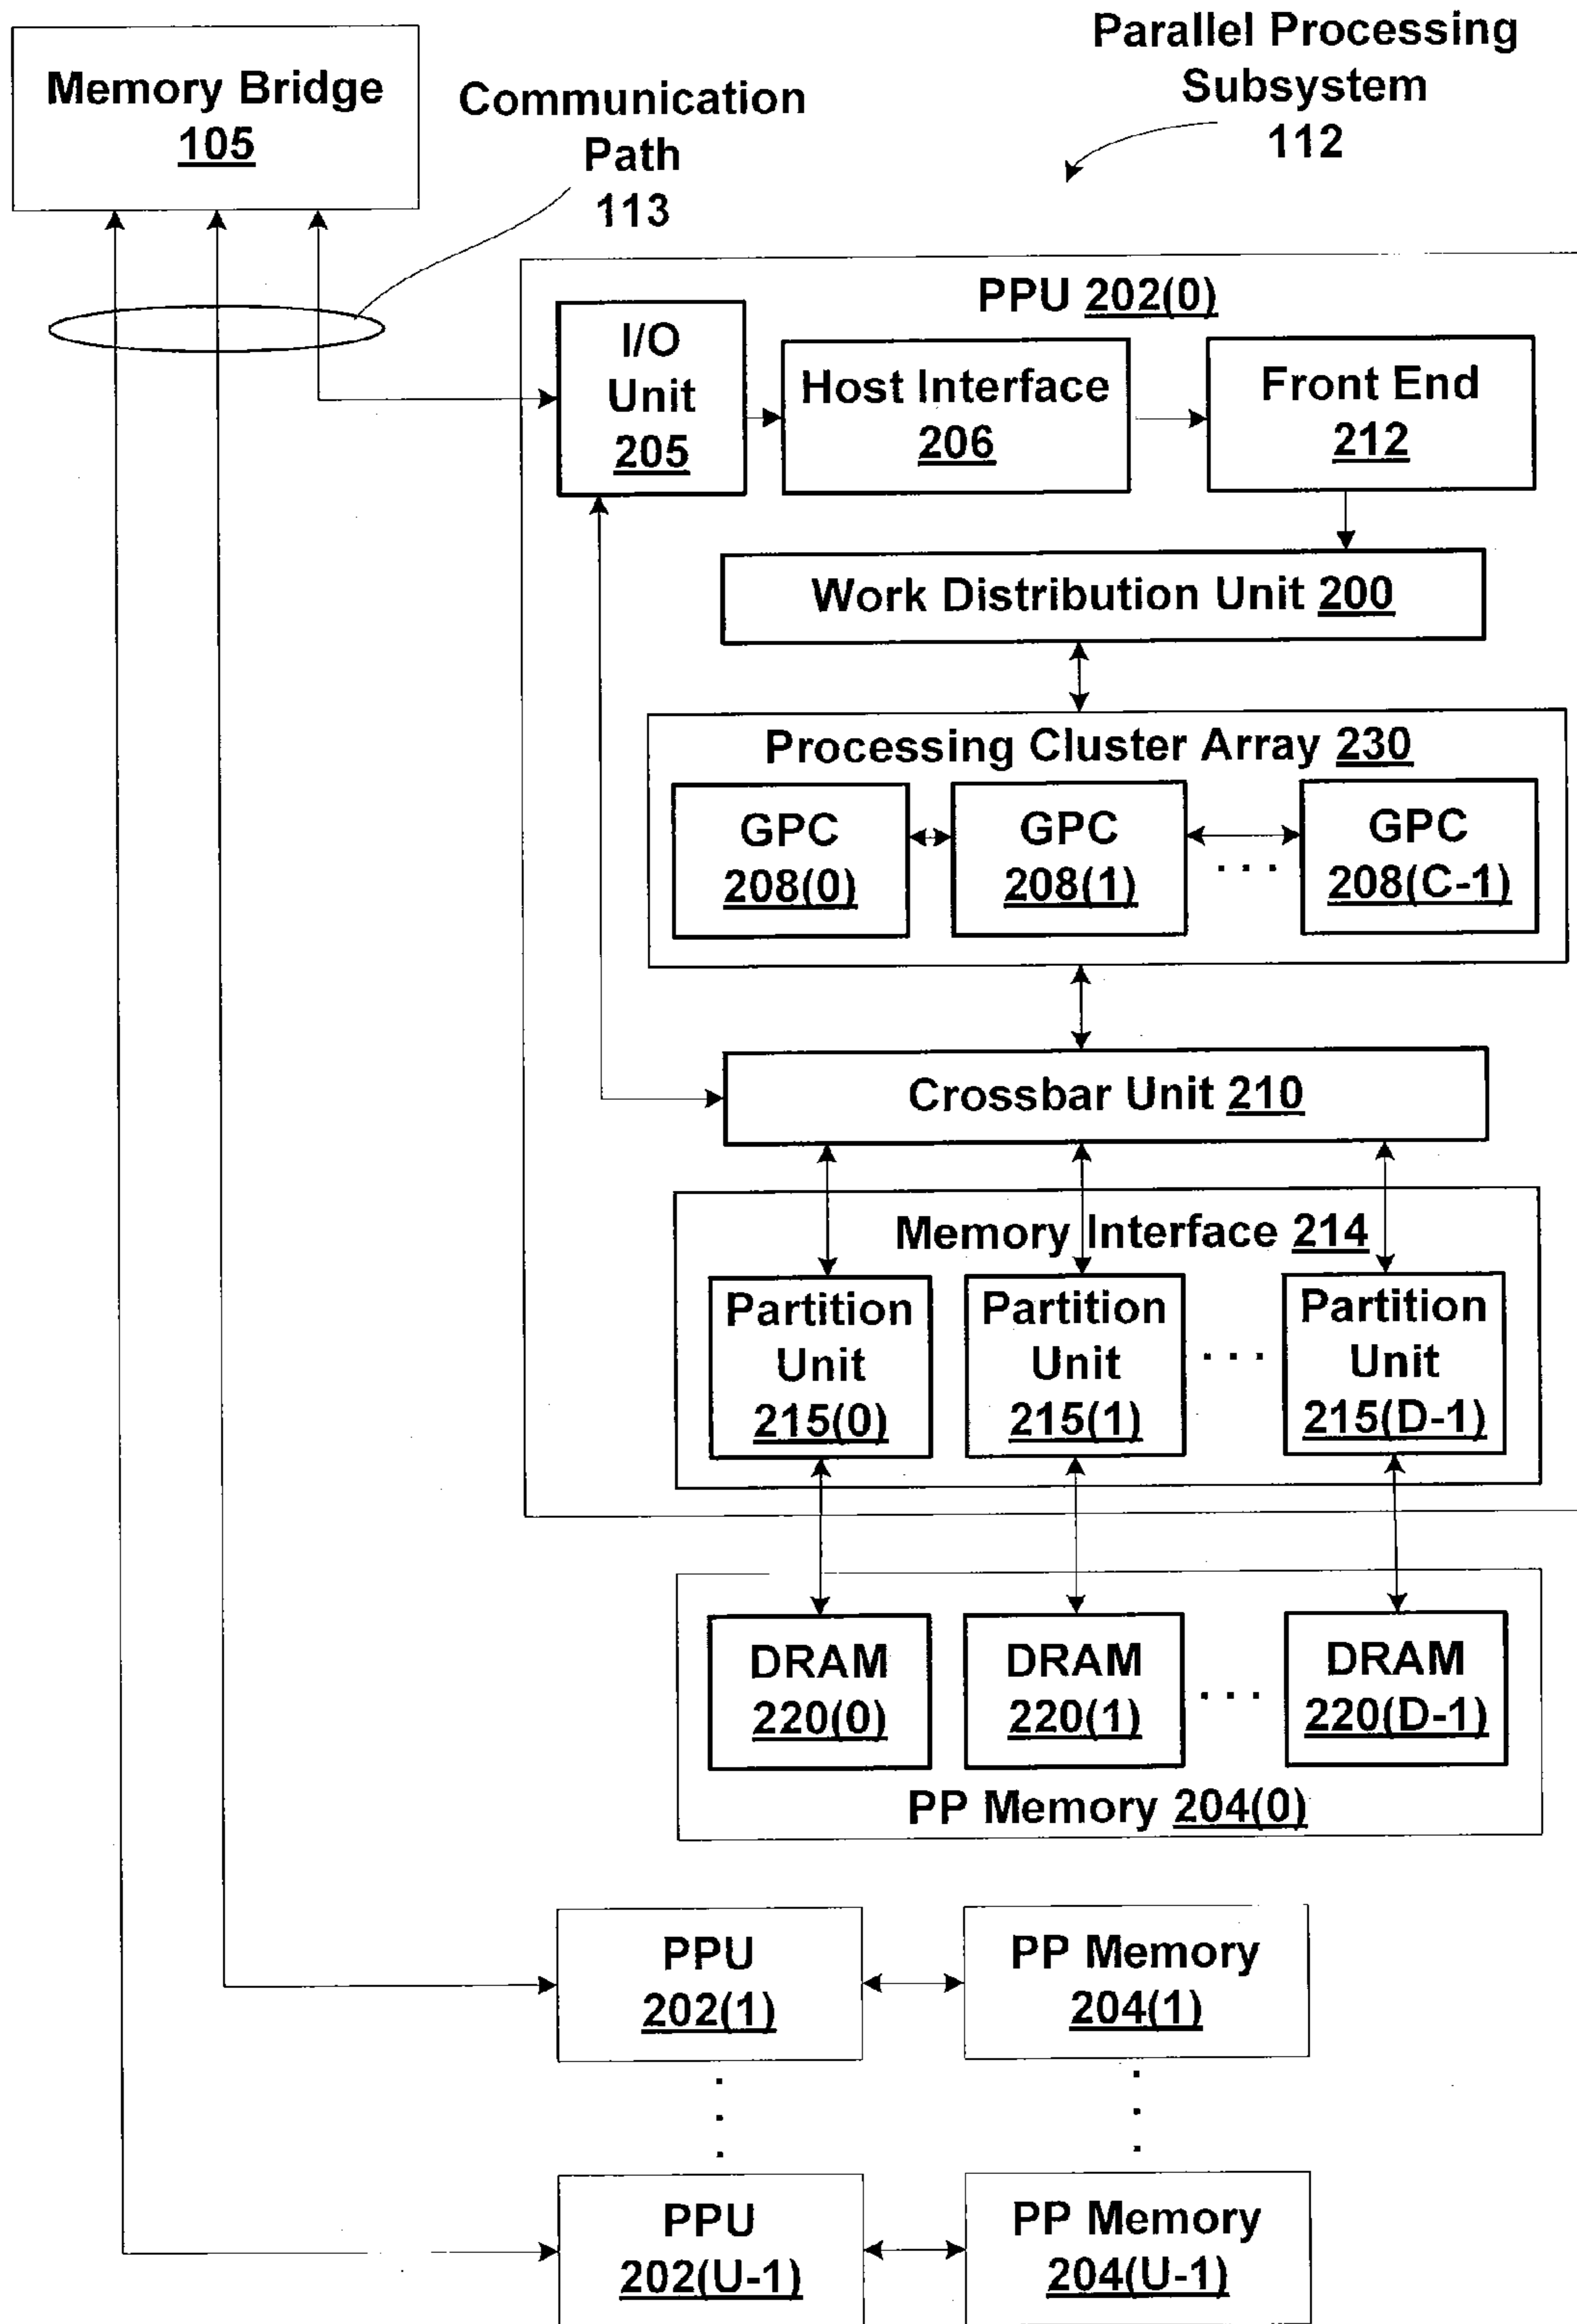 Parallel Processing
Subsystem
112
Memory Bridge
105
Communication
Path
113
PPU 202(0)
I/O
Unit
205
Host Interface
206
Front End
212
Work Distribution Unit 200
Processing Cluster Array 230
GPC
208(0)
GPC
208(1)
. . .
GPC
208(C-1)
Crossbar Unit 210
Memory Interface 214
Partition
Unit
215(0)
Partition
Unit
215(1)
. . .
Partition
Unit
215(D-1)
DRAM
220(0)
DRAM
220(1)
. . .
DRAM
220(D-1)
PP Memory 204(0)
PPU
202(1)
PP Memory
204(1)
PPU
202(U-1)
PP Memory
204(U-1)